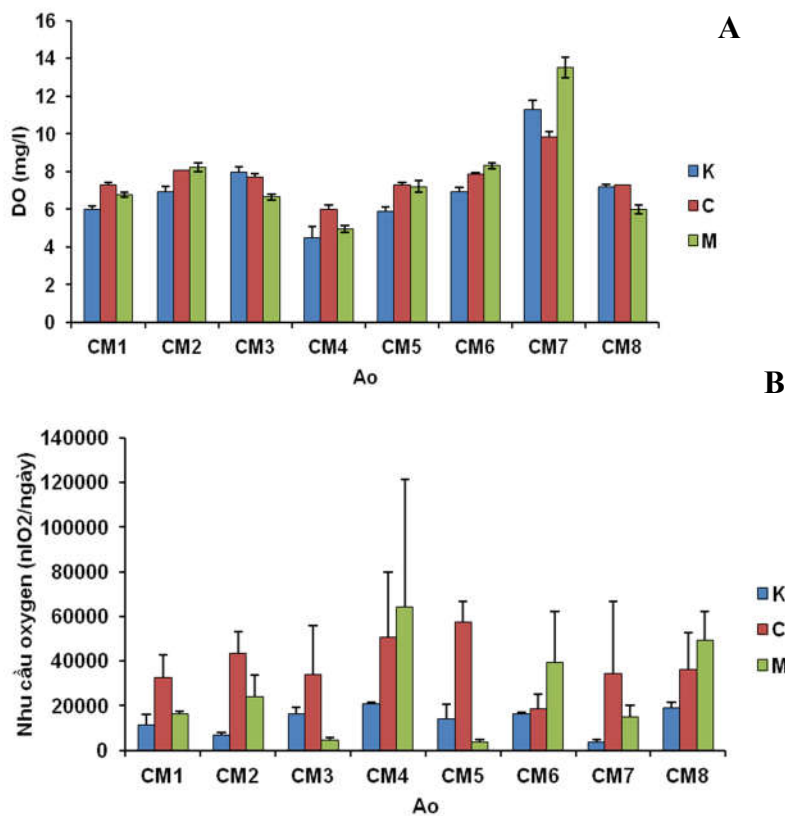 A
DO (mg/l)
16
14
12
10
8
6
4
2
0
CM1 CM2 CM3 CM4 CM5 CM6 CM7 CM8
Ao
K
C
M
B
Nhu cầu oxygen (nlO2/ngày)
140000
120000
100000
80000
60000
40000
20000
0
CM1 CM2 CM3 CM4 CM5 CM6 CM7 CM8
Ao
K
C
M